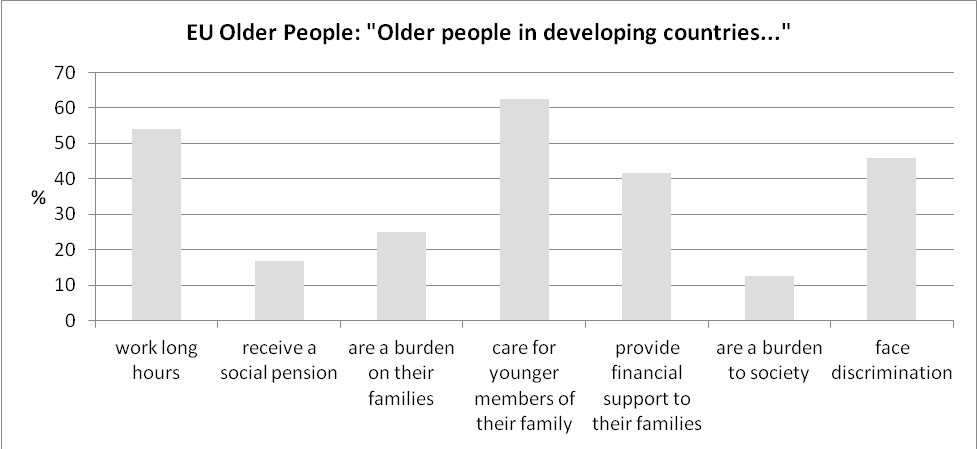 EU Older People: "Older people in developing countries..."
70
60
50
40
%
30
20
10
0
work long
hours
receive a
social pension
are a burden
on their
families
care for
younger
members of
their family
provide
financial
support to
their families
are a burden
to society
face
discrimination